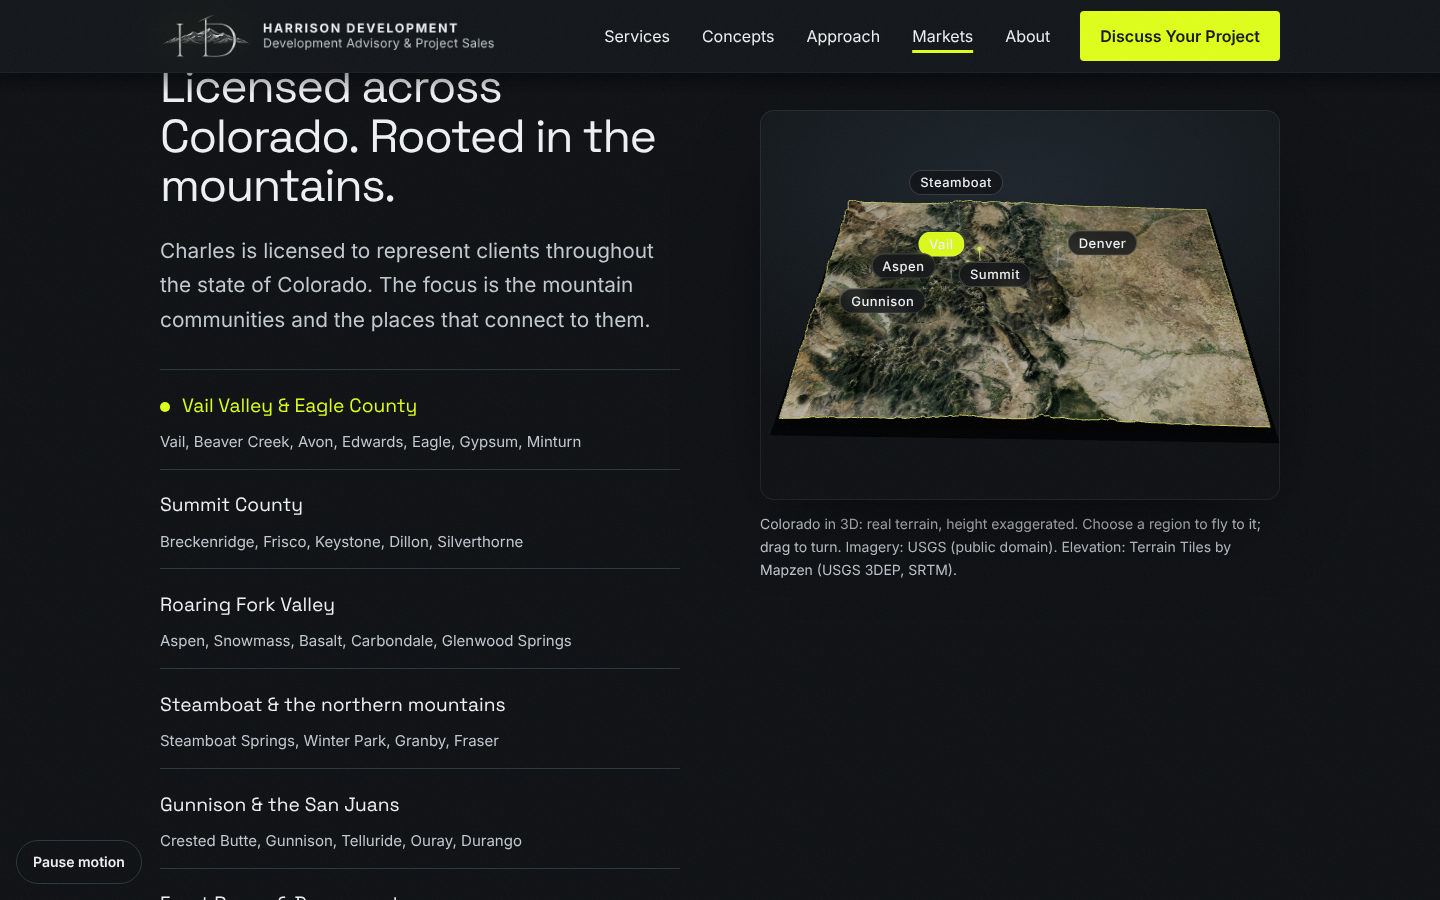 HARRISON DEVELOPMENT
Development Advisory & Project Sales
Services
Concepts
Approach
Markets
About
Discuss Your Project
Licensed across
Colorado. Rooted in the
mountains.
Charles is licensed to represent clients throughout
the state of Colorado. The focus is the mountain
communities and the places that connect to them.
Vail Valley & Eagle County
Vail, Beaver Creek, Avon, Edwards, Eagle, Gypsum, Minturn
Summit County
Breckenridge, Frisco, Keystone, Dillon, Silverthorne
Roaring Fork Valley
Aspen, Snowmass, Basalt, Carbondale, Glenwood Springs
Steamboat & the northern mountains
Steamboat Springs, Winter Park, Granby, Fraser
Gunnison & the San Juans
Crested Butte, Gunnison, Telluride, Ouray, Durango
Steamboat
Vail
Denver
Aspen
Summit
Gunnison
Colorado in 3D: real terrain, height exaggerated. Choose a region to fly to it;
drag to turn. Imagery: USGS (public domain). Elevation: Terrain Tiles by
Mapzen (USGS 3DEP, SRTM).
Pause motion